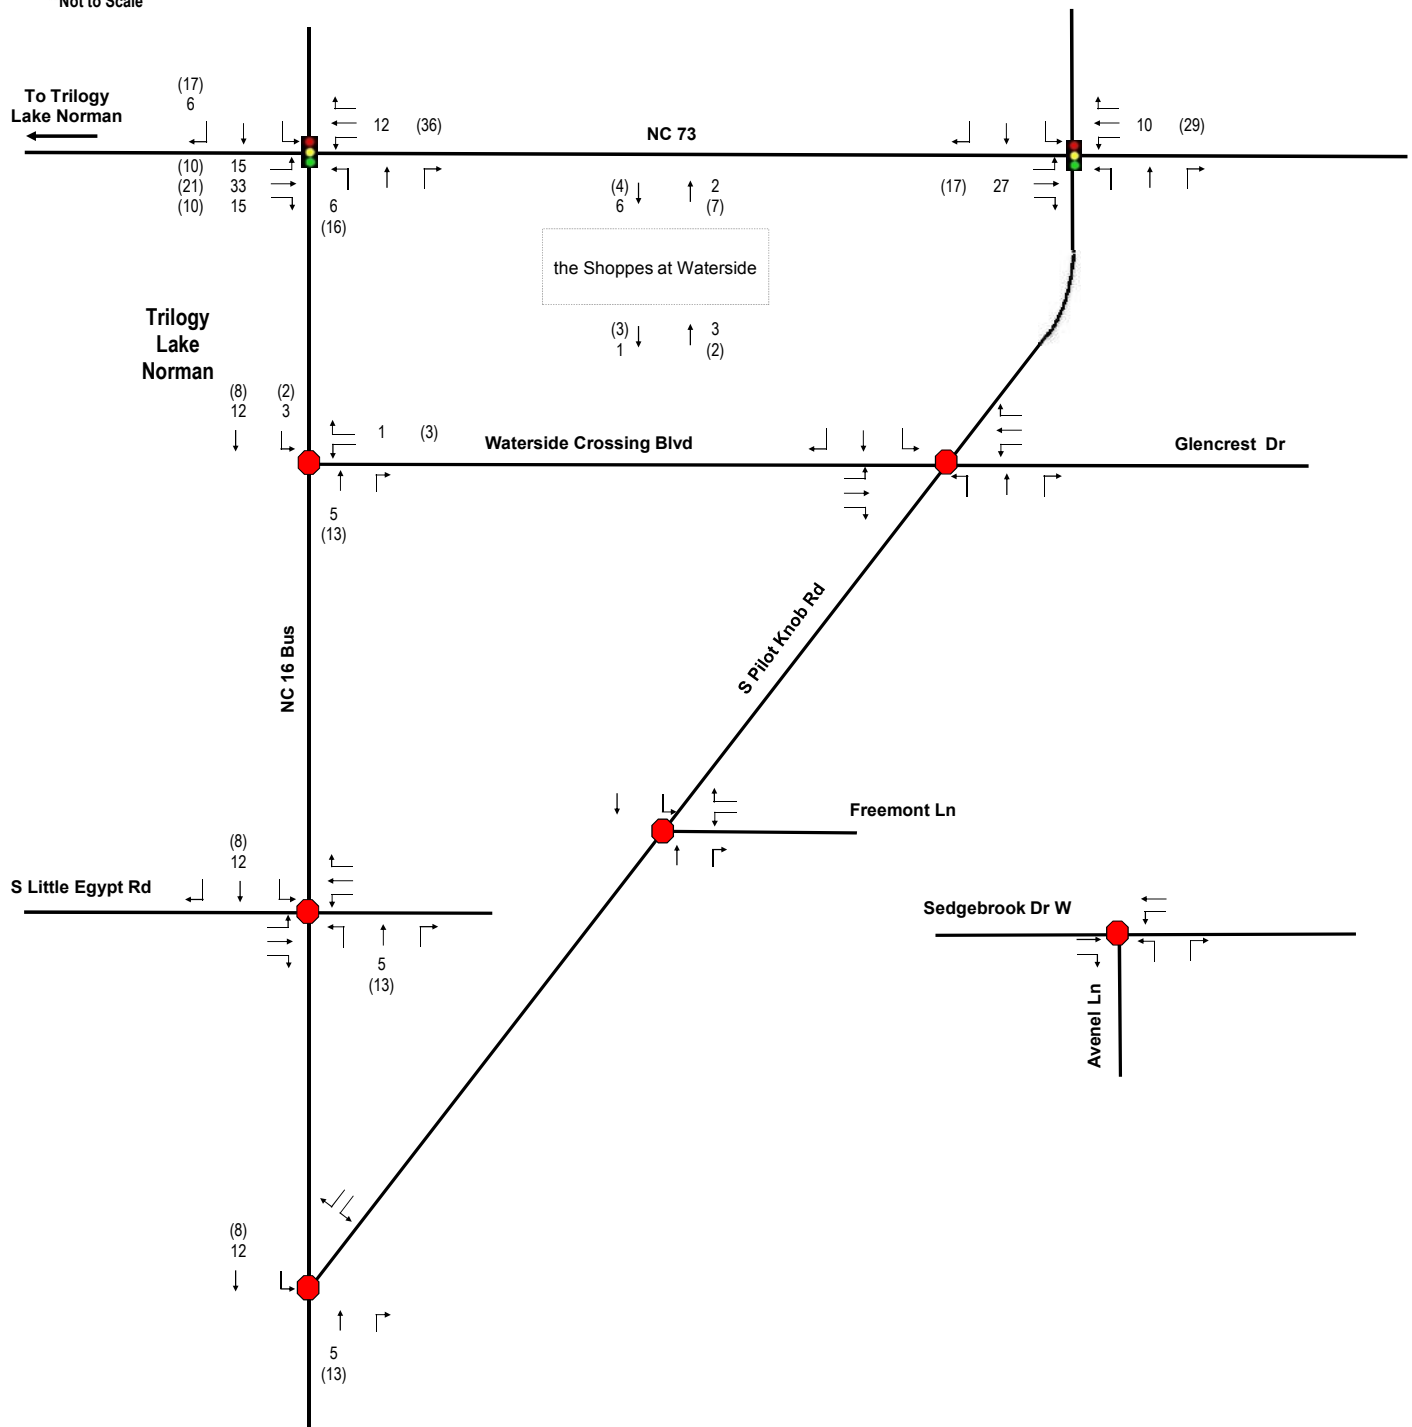 Not to Scale
(17)
6
To Trilogy
Lake Norman
12 (36)
NC 73
10 (29)
(10) 15
(21) 33
(10) 15
6
(16)
(4) 2
6 (7)
(17) 27
the Shoppes at Waterside
(3) 3
1 (2)
Trilogy
Lake
Norman
(8) (2)
12 3
1 (3)
Waterside Crossing Blvd
Glencrest Dr
5
(13)
S Pilot Knob Rd
NC 16 Bus
Freemont Ln
(8)
12
S Little Egypt Rd
Sedgebrook Dr W
5
(13)
Avenel Ln
(8)
12
5
(13)